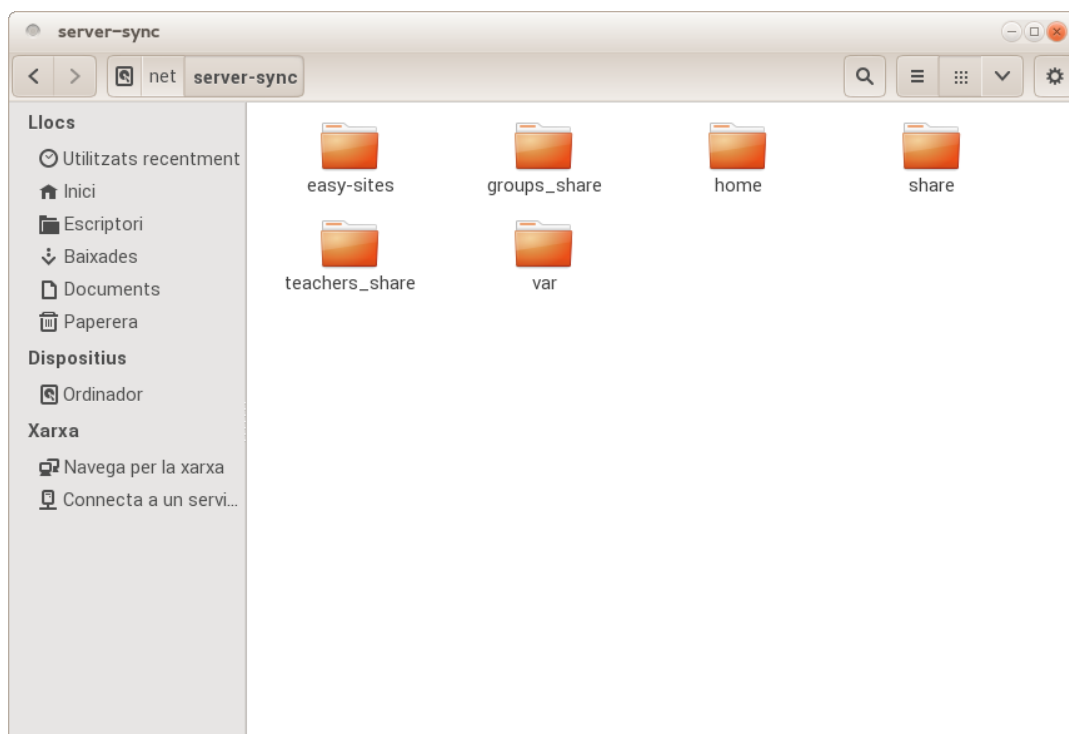 server-sync
net server-sync
Llocs
Utilitzats recentment
Inici
Escriptori
Baixades
Documents
Paperera
Dispositius
Ordinador
Xarxa
Navega per la xarxa
Connecta a un servi...
easy-sites groups_share home share
teachers_share var